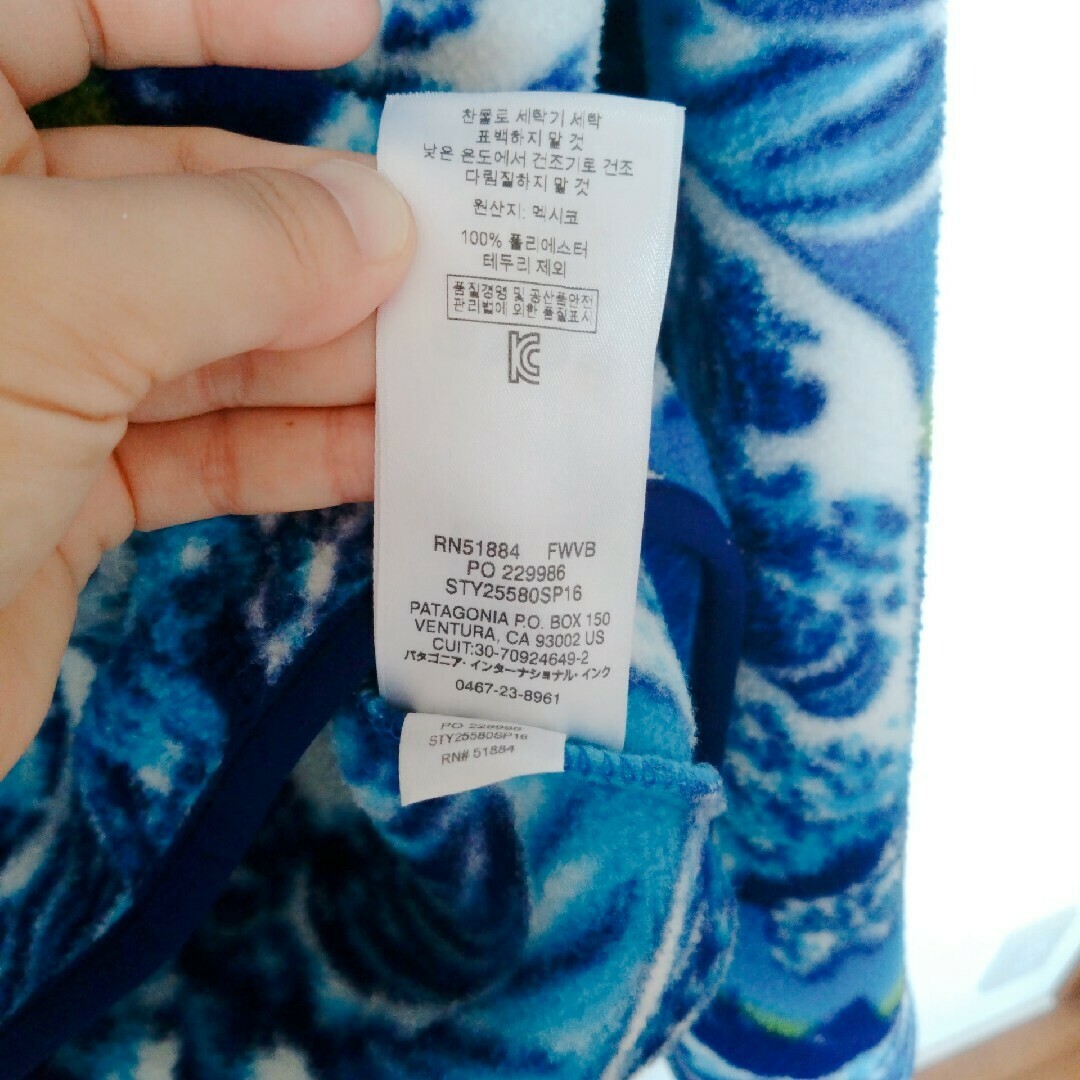 찬물로 세탁기 세탁
표백하지 말 것
낮은 온도에서 건조기로 건조
다림질하지 말 것
원산지: 멕시코
100% 폴리에스터
테두리 제외
품질경영 및 공산품안전
관리법에 의한 품질표시
RN51884 FWVB
PO 229986
STY25580SP16
PATAGONIA P.O. BOX 150
VENTURA, CA 93002 US
CUIT:30-70924649-2
パタゴニア・インターナショナル・インク
0467-23-8961
PO 229986
STY25580SP16
RN# 51884